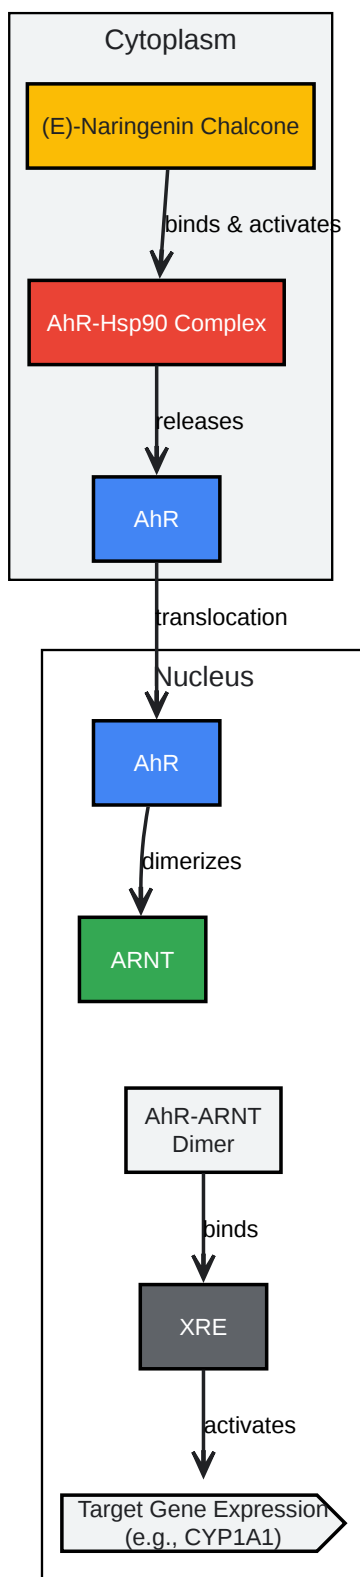 Cytoplasm
(E)-Naringenin Chalcone
binds & activates
AhR-Hsp90 Complex
releases
AhR
translocation
Nucleus
AhR
dimerizes
ARNT
AhR-ARNT
Dimer
binds
XRE
activates
Target Gene Expression
(e.g., CYP1A1)